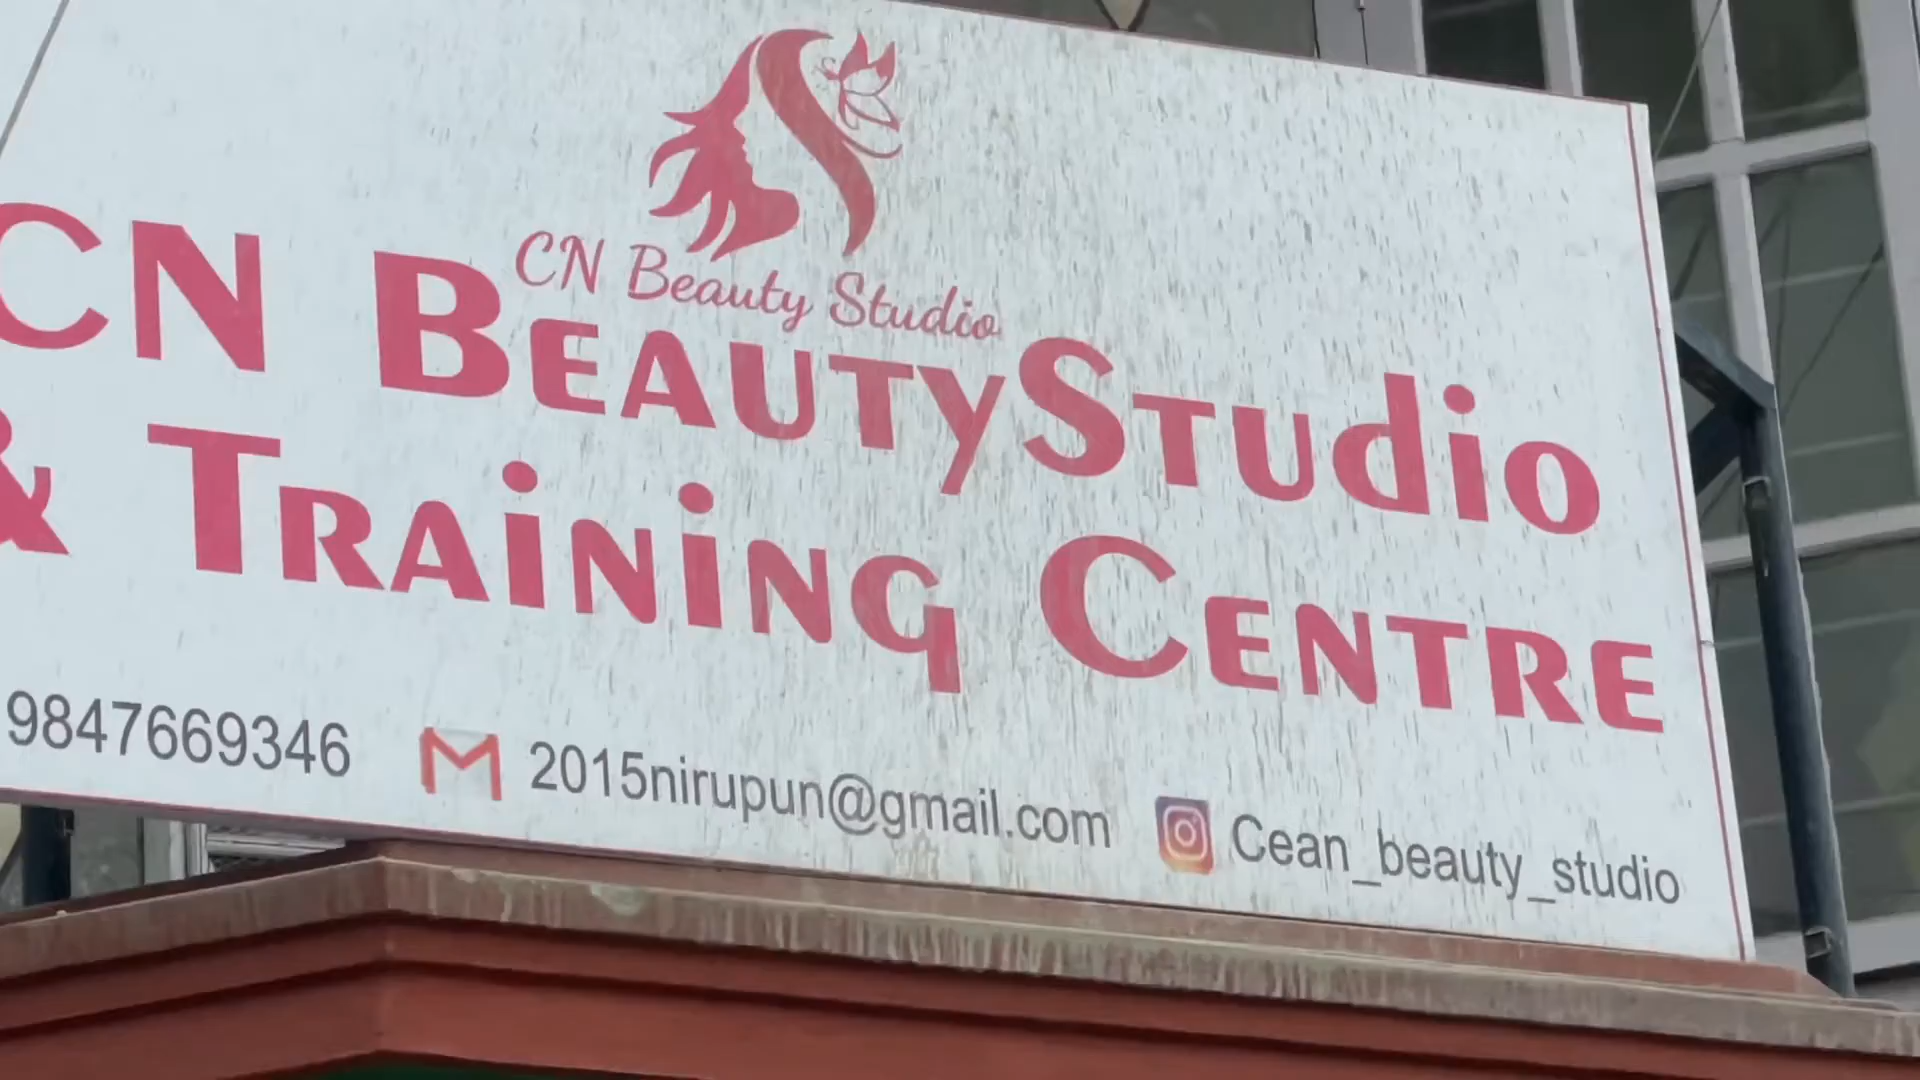 CN Beauty Studio
CN BEAUTYStudio
& TRAiNiNG CENTRE
9847669346 2015nirupun@gmail.com Cean_beauty_studio